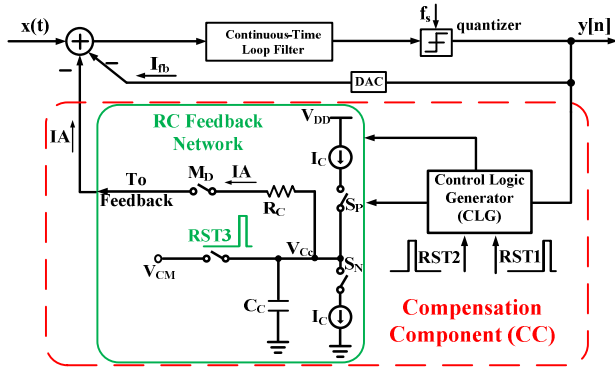 x(t)
+
−
−
Continuous-Time
Loop Filter
fs
quantizer
y[n]
Ifb
DAC
IA
RC Feedback
Network
VDD
IC
SP
MD
IA
To
Feedback
RC
RST3
VCc
VCM
SN
CC
IC
Control Logic
Generator
(CLG)
RST2
RST1
Compensation
Component (CC)